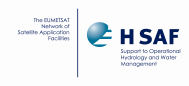 The EUMETSAT
Network of
Satellite Application
Facilities
H SAF
Support to Operational
Hydrology and Water
Management